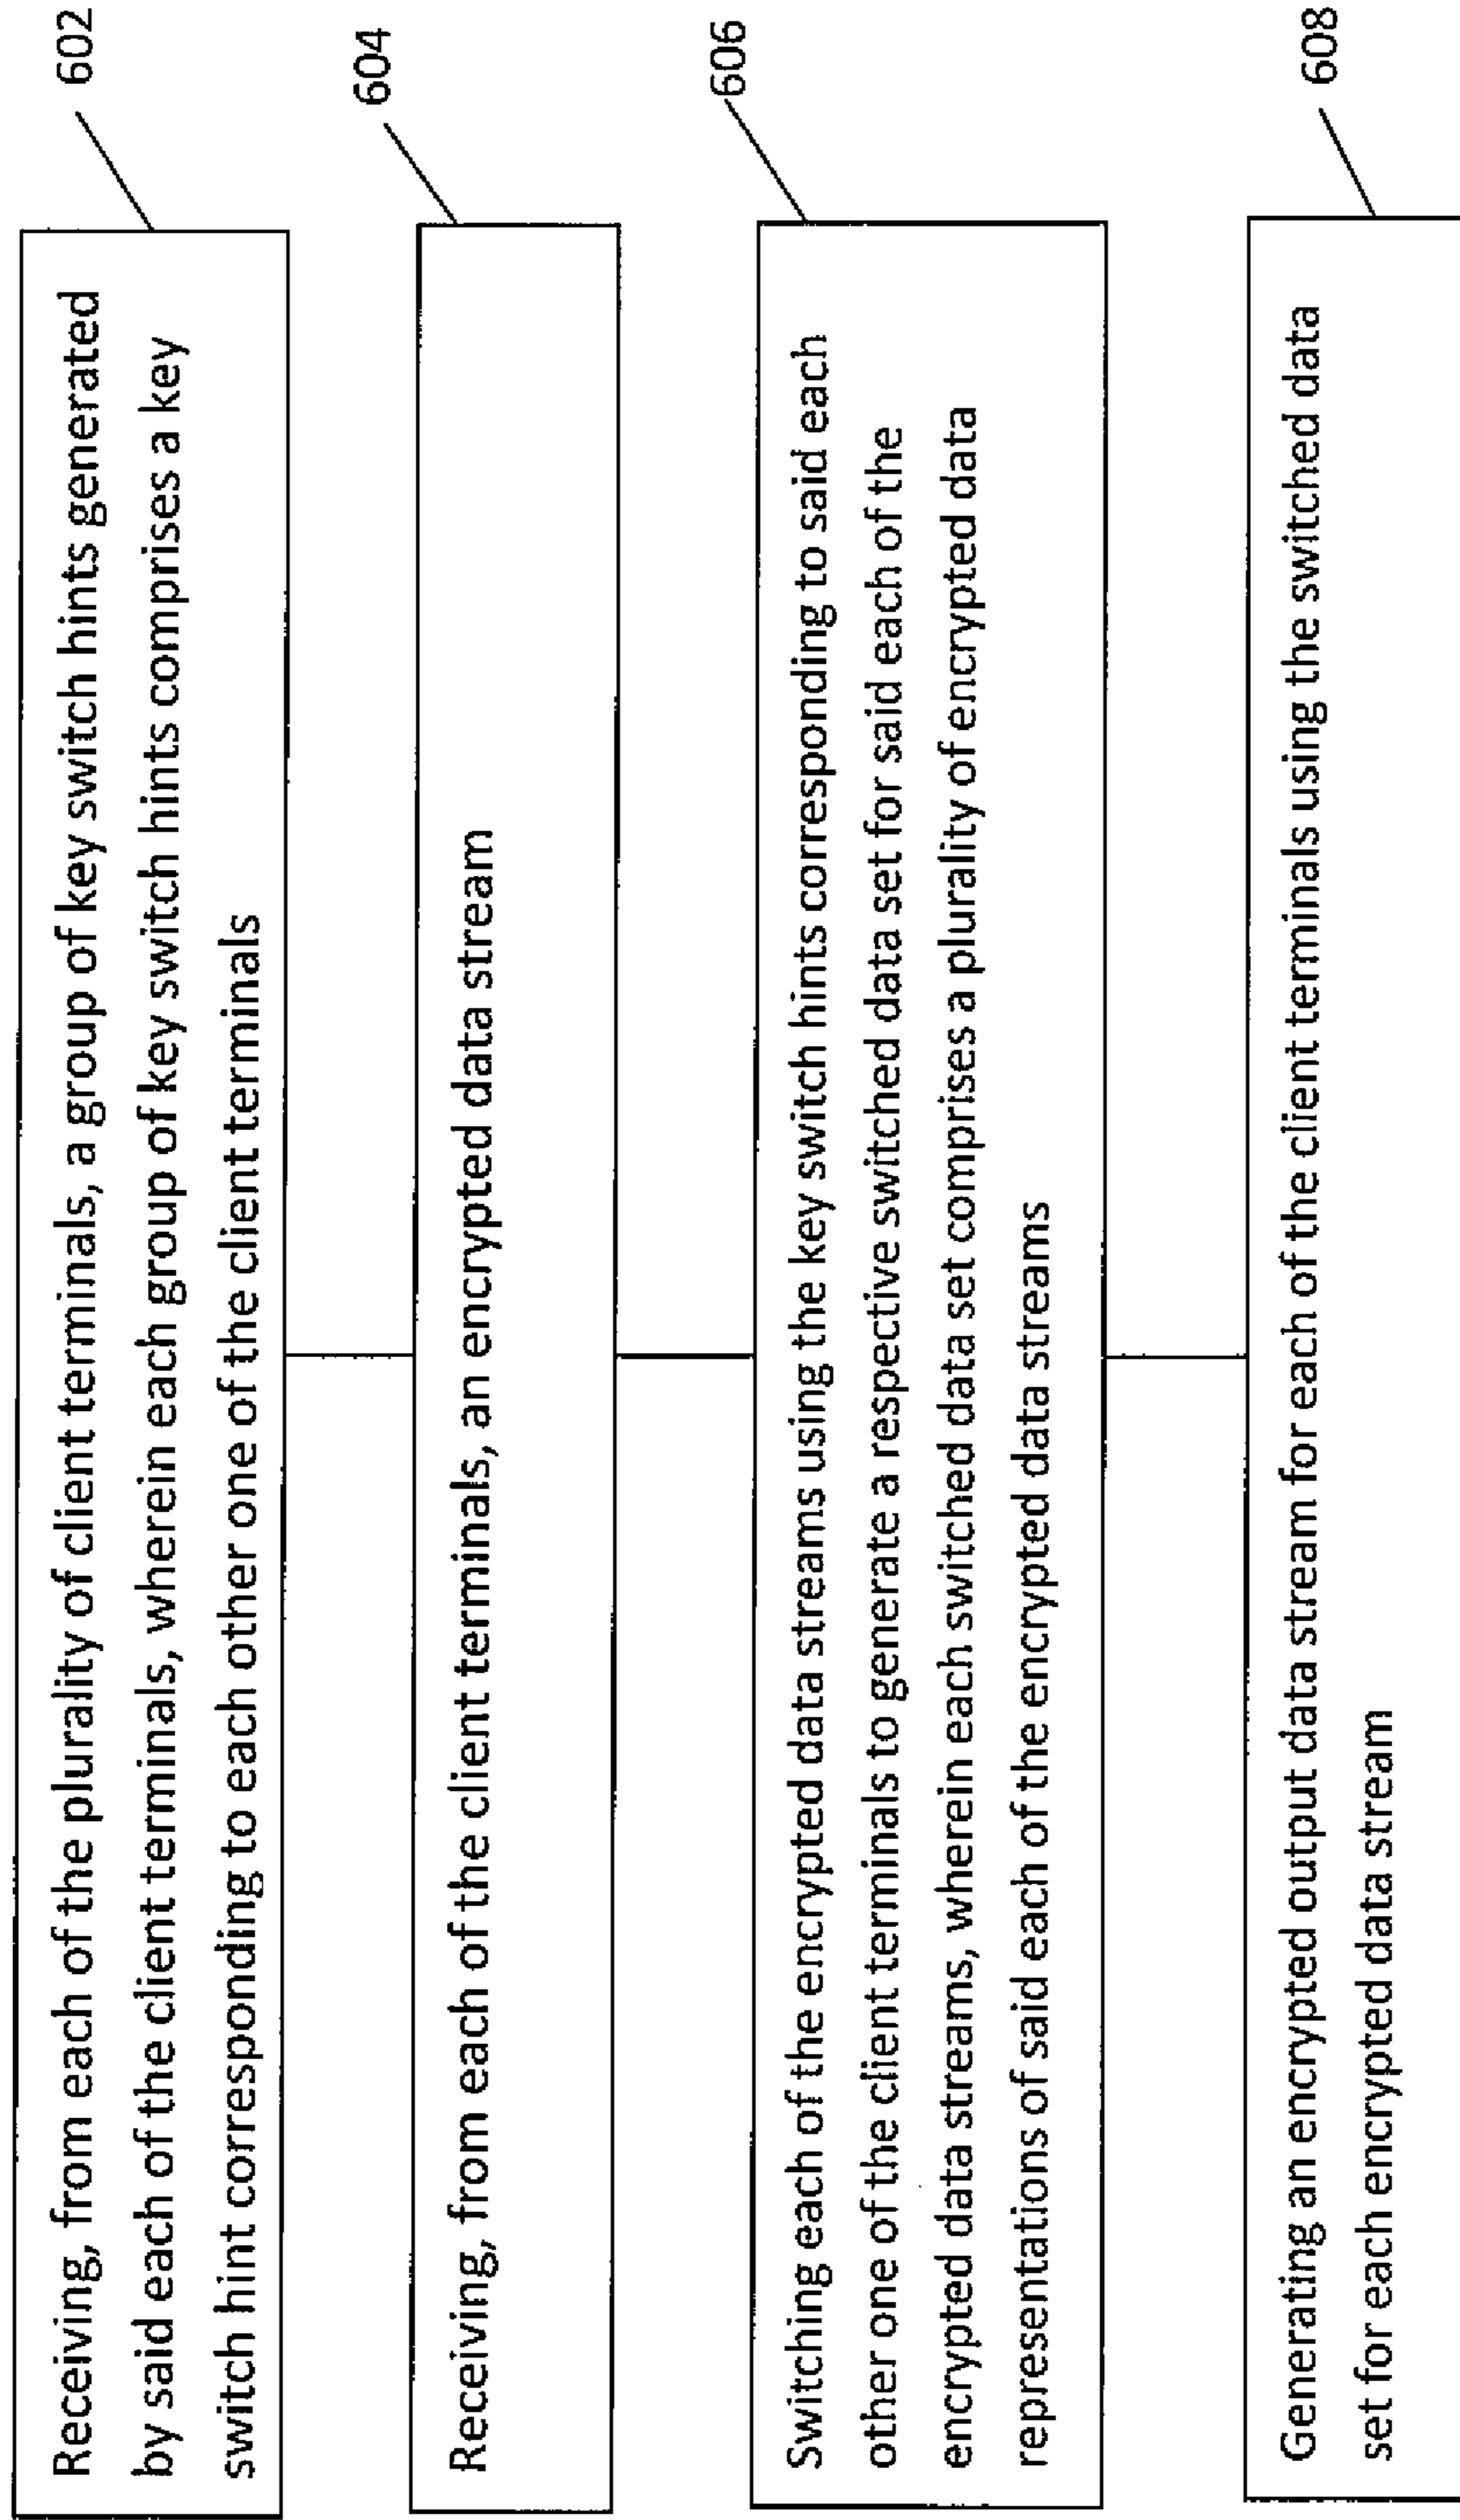 Receiving, from each of the plurality of client terminals, a group of key switch hints generated
by said each of the client terminals, wherein each group of key switch hints comprises a key
switch hint corresponding to each other one of the client terminals
602
Receiving, from each of the client terminals, an encrypted data stream
604
Switching each of the encrypted data streams using the key switch hints corresponding to said each
other one of the client terminals to generate a respective switched data set for said each of the
encrypted data streams, wherein each switched data set comprises a plurality of encrypted data
representations of said each of the encrypted data streams
606
Generating an encrypted output data stream for each of the client terminals using the switched data
set for each encrypted data stream
608